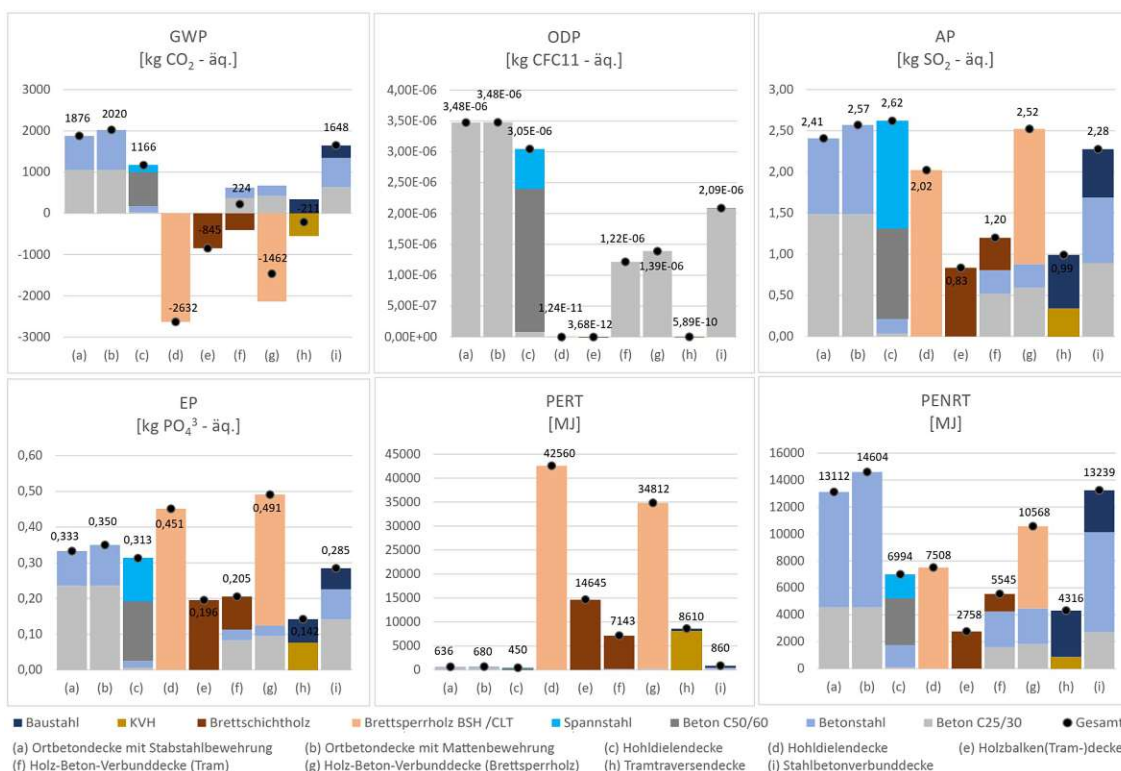 GWP
[kg CO2 - äq.]
3000
2000
1000
0
-1000
-2000
-3000
1876
2020
1166
-2632
-845
224
-1462
-211
1648
(a) (b) (c) (d) (e) (f) (g) (h) (i)
ODP
[kg CFC11 - äq.]
4,00E-06
3,50E-06
3,00E-06
2,50E-06
2,00E-06
1,50E-06
1,00E-06
5,00E-07
0,00E+00
3,48E-06
3,48E-06
3,05E-06
1,24E-11
3,68E-12
1,22E-06
1,39E-06
5,89E-10
2,09E-06
(a) (b) (c) (d) (e) (f) (g) (h) (i)
AP
[kg SO2 - äq.]
3,00
2,50
2,00
1,50
1,00
0,50
0,00
2,41
2,57
2,62
2,02
0,83
1,20
2,52
0,99
2,28
(a) (b) (c) (d) (e) (f) (g) (h) (i)
EP
[kg PO4³ - äq.]
0,60
0,50
0,40
0,30
0,20
0,10
0,00
0,333
0,350
0,313
0,451
0,196
0,205
0,491
0,142
0,285
(a) (b) (c) (d) (e) (f) (g) (h) (i)
PERT
[MJ]
45000
40000
35000
30000
25000
20000
15000
10000
5000
0
636
680
450
42560
14645
7143
34812
8610
860
(a) (b) (c) (d) (e) (f) (g) (h) (i)
PENRT
[MJ]
16000
14000
12000
10000
8000
6000
4000
2000
0
13112
14604
6994
7508
2758
5545
10568
4316
13239
(a) (b) (c) (d) (e) (f) (g) (h) (i)
Baustahl KVH Brettschichtholz Brettsperrholz BSH /CLT Spannstahl Beton C50/60 Betonstahl Beton C25/30 Gesamt
(a) Ortbetondecke mit Stabstahlbewehrung (b) Ortbetondecke mit Mattenbewehrung (c) Hohldielendecke (d) Hohldielendecke (e) Holzbalken(Tram-)decke
(f) Holz-Beton-Verbunddecke (Tram) (g) Holz-Beton-Verbunddecke (Brettsperrholz) (h) Tramtraversendecke (i) Stahlbetonverbunddecke